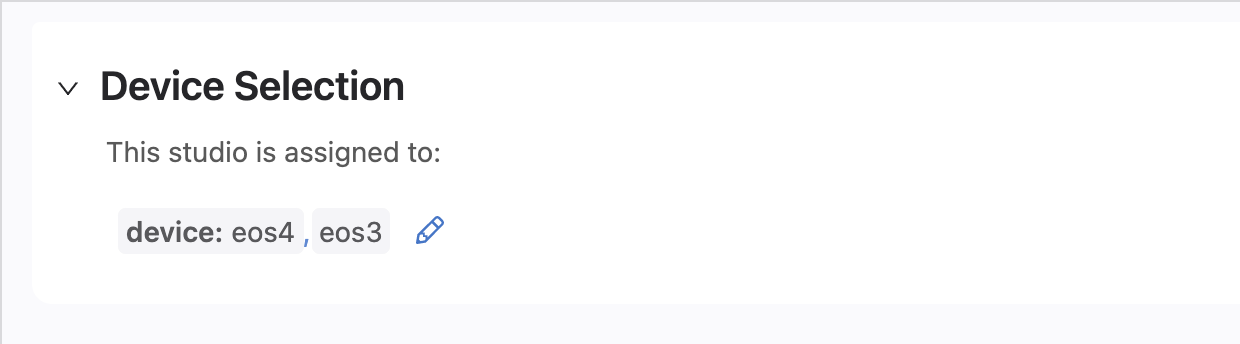 Device Selection
This studio is assigned to:
device: eos4 , eos3